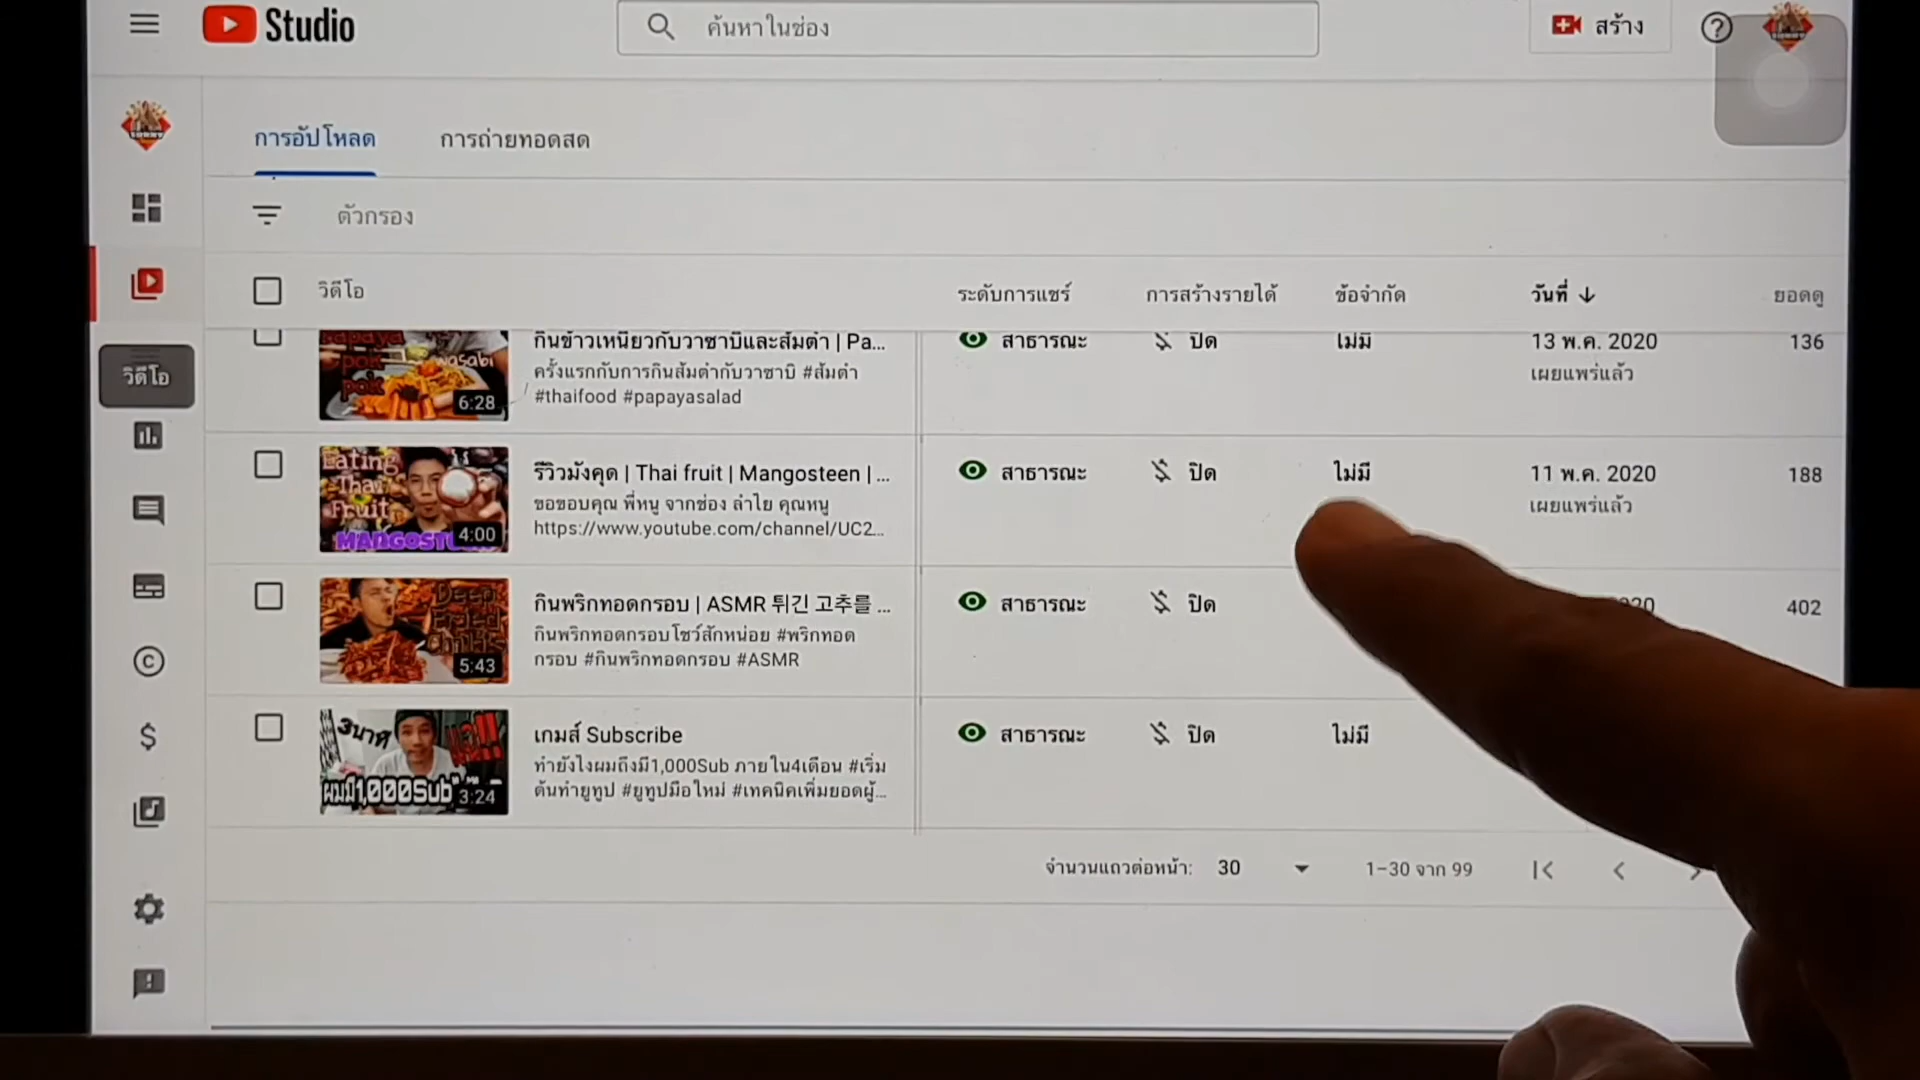 Studio
ค้นหาในช่อง
สร้าง
การอัปโหลด
การถ่ายทอดสด
ตัวกรอง
วิดีโอ
ระดับการแชร์
การสร้างรายได้
ข้อจำกัด
วันที่
ยอดดู
วิดีโอ
Papaya
pok
pok
wasabi
6:28
กินข้าวเหนียวกับวาซาบิและส้มตำ | Pa...
ครั้งแรกกับการกินส้มตำกับวาซาบิ #ส้มตำ
#thaifood #papayasalad
สาธารณะ
ปิด
ไม่มี
13 พ.ค. 2020
เผยแพร่แล้ว
136
Eating
Thai
Fruit
4:00
รีวิวมังคุด | Thai fruit | Mangosteen | ...
ขอขอบคุณ พี่หนู จากช่อง ลำไย คุณหนู
https://www.youtube.com/channel/UC2...
สาธารณะ
ปิด
ไม่มี
11 พ.ค. 2020
เผยแพร่แล้ว
188
Deep
Fried
Chilis
5:43
กินพริกทอดกรอบ | ASMR 튀긴 고추를 ...
กินพริกทอดกรอบโชว์สักหน่อย #พริกทอด
กรอบ #กินพริกทอดกรอบ #ASMR
สาธารณะ
ปิด
402
3นาที
ผมมี1,000Sub
3:24
เกมส์ Subscribe
ทำยังไงผมถึงมี1,000Sub ภายใน4เดือน #เริ่ม
ต้นทำยูทูป #ยูทูปมือใหม่ #เทคนิคเพิ่มยอดผู้...
สาธารณะ
ปิด
ไม่มี
จำนวนแถวต่อหน้า:
30
1–30 จาก 99